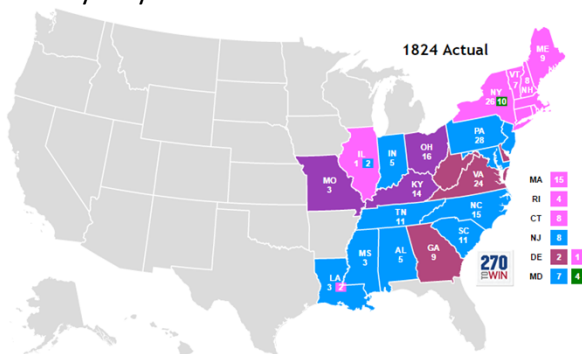 1824 Actual
ME
9
VT
7
8
NH
NY
26 10
PA
28
OH
16
IN
5
IL
1 2
MO
3
KY
14
VA
24
NC
15
TN
11
SC
11
GA
9
AL
5
MS
3
LA
3 2
MA 15
RI 4
CT 8
NJ 8
DE 2 1
MD 7 4
270
TO WIN